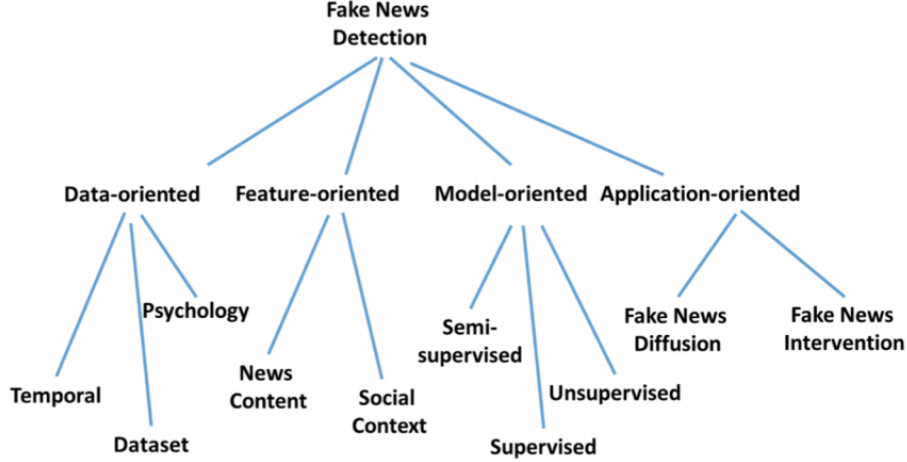 Fake News
Detection
Data-oriented
Feature-oriented
Model-oriented
Application-oriented
Temporal
Dataset
Psychology
News
Content
Social
Context
Semi-
supervised
Supervised
Unsupervised
Fake News
Diffusion
Fake News
Intervention